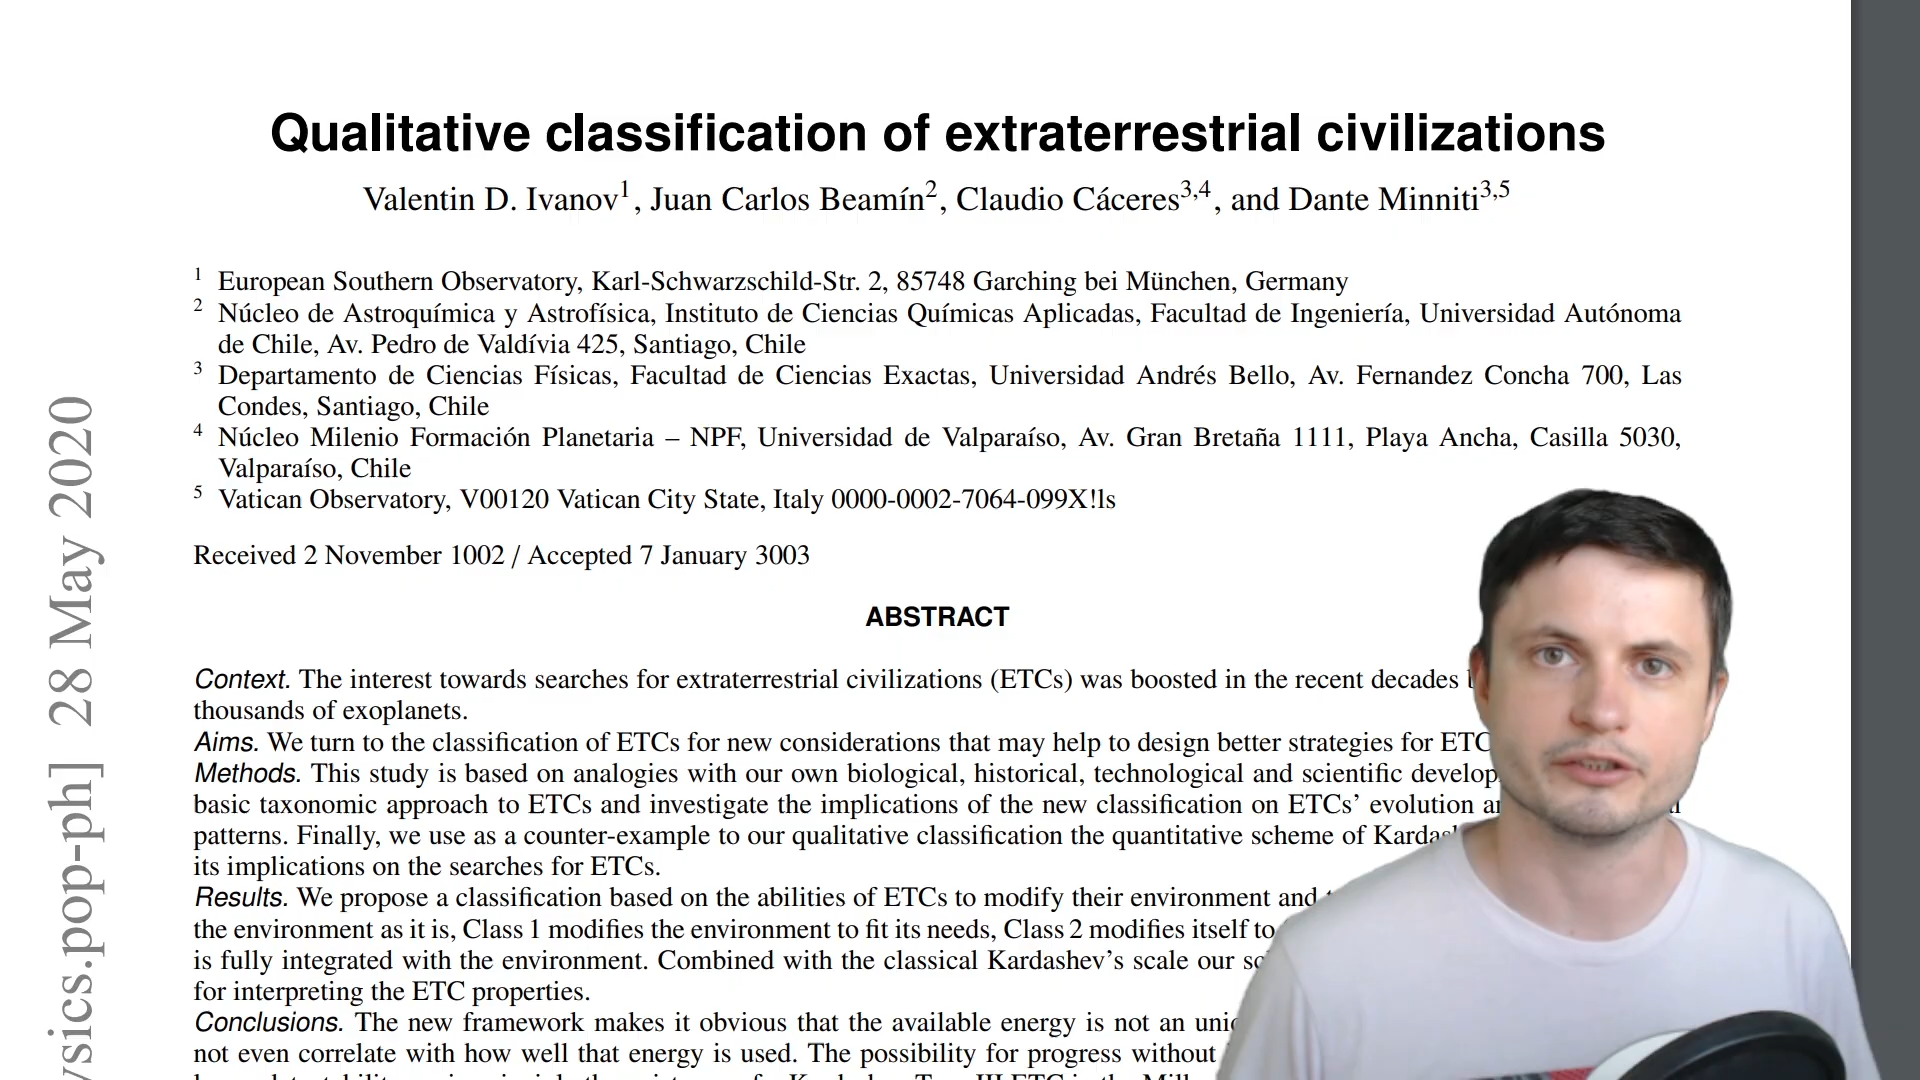 Qualitative classification of extraterrestrial civilizations
Valentin D. Ivanov1, Juan Carlos Beamín2, Claudio Cáceres3,4, and Dante Minniti3,5
1 European Southern Observatory, Karl-Schwarzschild-Str. 2, 85748 Garching bei München, Germany
2 Núcleo de Astroquímica y Astrofísica, Instituto de Ciencias Químicas Aplicadas, Facultad de Ingeniería, Universidad Autónoma
de Chile, Av. Pedro de Valdívia 425, Santiago, Chile
3 Departamento de Ciencias Físicas, Facultad de Ciencias Exactas, Universidad Andrés Bello, Av. Fernandez Concha 700, Las
Condes, Santiago, Chile
4 Núcleo Milenio Formación Planetaria – NPF, Universidad de Valparaíso, Av. Gran Bretaña 1111, Playa Ancha, Casilla 5030,
Valparaíso, Chile
5 Vatican Observatory, V00120 Vatican City State, Italy 0000-0002-7064-099X!ls
Received 2 November 1002 / Accepted 7 January 3003
ABSTRACT
Context. The interest towards searches for extraterrestrial civilizations (ETCs) was boosted in the recent decades
thousands of exoplanets.
Aims. We turn to the classification of ETCs for new considerations that may help to design better strategies for ETC
Methods. This study is based on analogies with our own biological, historical, technological and scientific develop
basic taxonomic approach to ETCs and investigate the implications of the new classification on ETCs' evolution
patterns. Finally, we use as a counter-example to our qualitative classification the quantitative scheme of
its implications on the searches for ETCs.
Results. We propose a classification based on the abilities of ETCs to modify their environment and
the environment as it is, Class 1 modifies the environment to fit its needs, Class 2 modifies itself to
is fully integrated with the environment. Combined with the classical Kardashev's scale our
for interpreting the ETC properties.
Conclusions. The new framework makes it obvious that the available energy is not an
not even correlate with how well that energy is used. The possibility for progress without
ysics.pop-ph] 28 May 2020